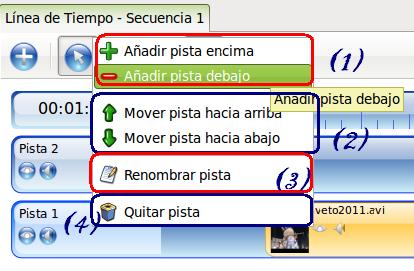 Línea de Tiempo - Secuencia 1
Añadir pista encima
(1)
Añadir pista debajo
Añadir pista debajo
00:01:
Mover pista hacia arriba
Mover pista hacia abajo
(2)
Pista 2
Renombrar pista
(3)
Pista 1
(4)
Quitar pista
veto2011.avi